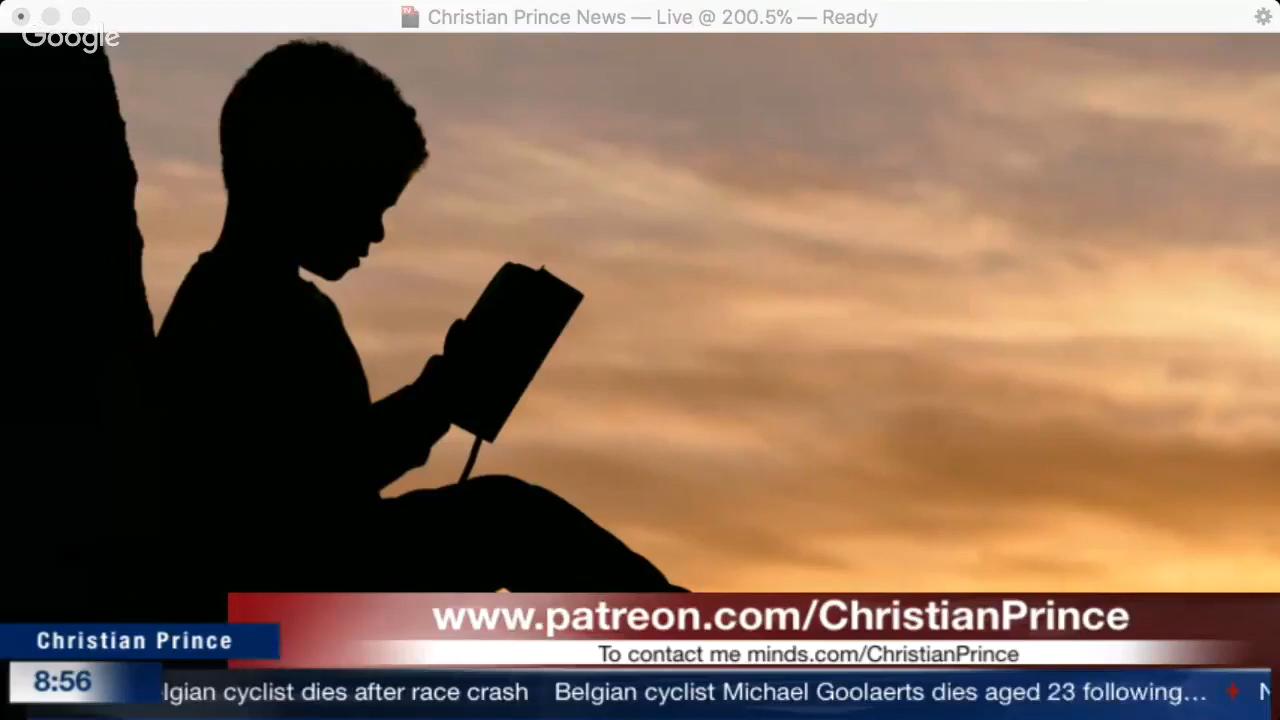 Christian Prince News — Live @ 200.5% — Ready
Google
www.patreon.com/ChristianPrince
Christian Prince
To contact me minds.com/ChristianPrince
8:56
lgian cyclist dies after race crash Belgian cyclist Michael Goolaerts dies aged 23 following...